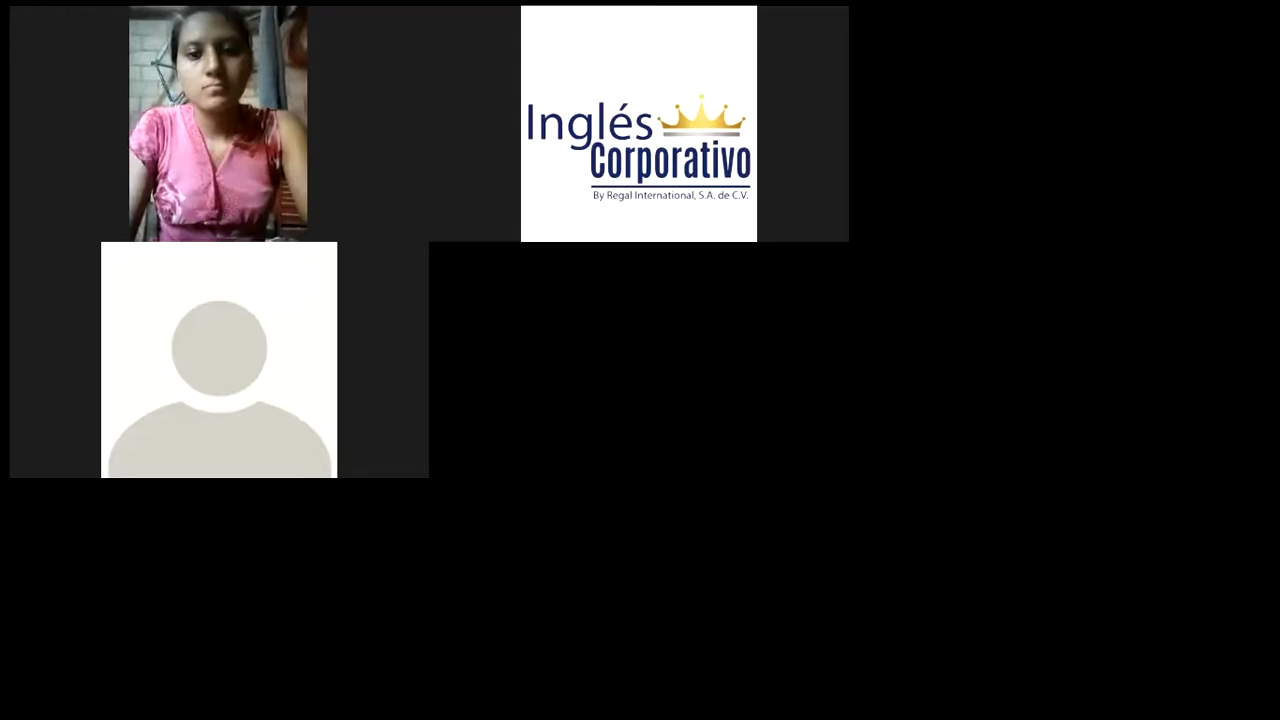 Inglés
Corporativo
By Regal International, S.A. de C.V.